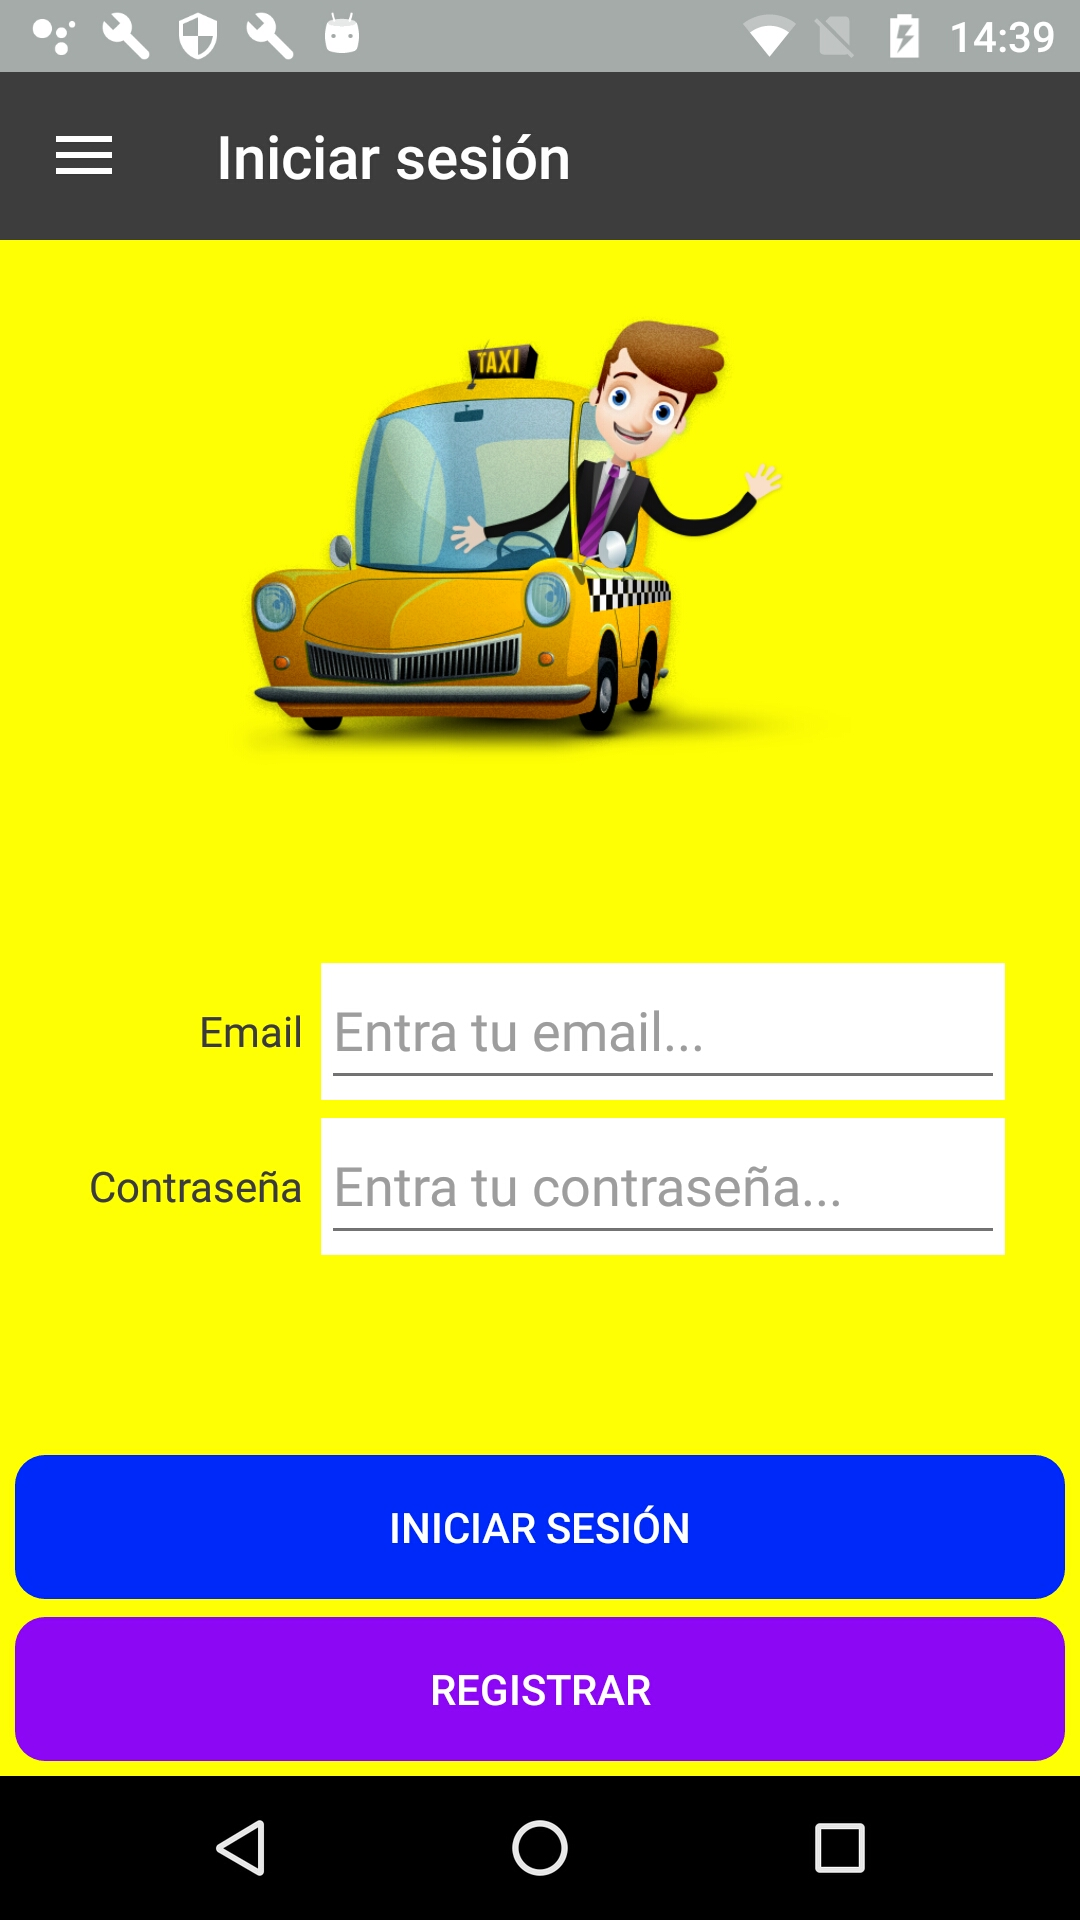 14:39
Iniciar sesión
TAXI
Email
Entra tu email...
Contraseña
Entra tu contraseña...
INICIAR SESIÓN
REGISTRAR